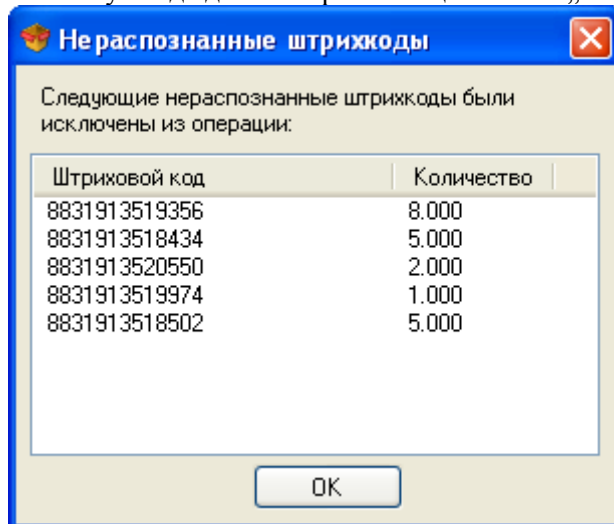 Нераспознанные штрихкоды
Следующие нераспознанные штрихкоды были
исключены из операции:
Штриховой код Количество
8831913519356 8.000
8831913518434 5.000
8831913520550 2.000
8831913519974 1.000
8831913518502 5.000
OK